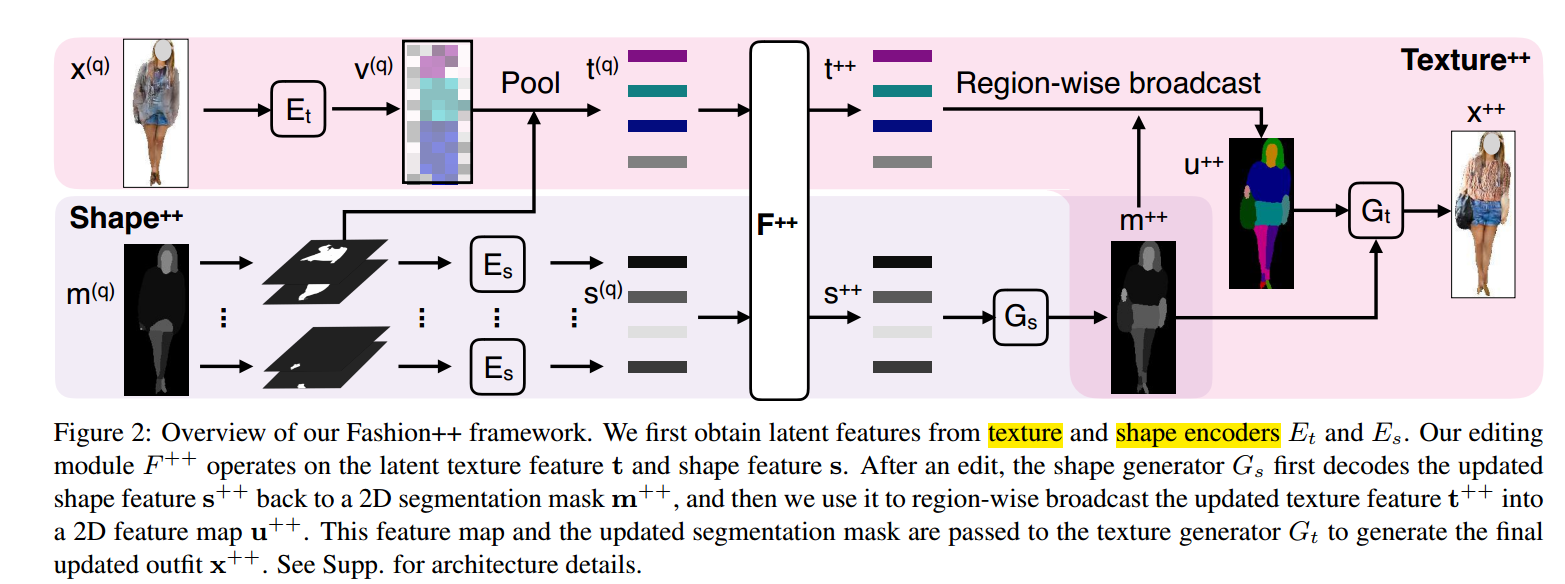 Texture++
x(q)
Et
v(q)
Pool
t(q)
t++
Region-wise broadcast
x++
u++
Gt
Shape++
F++
m++
m(q)
Es
s(q)
s++
Gs
⋮ ⋮ ⋮ ⋮
Es
Figure 2: Overview of our Fashion++ framework. We first obtain latent features from texture and shape encoders Et and Es. Our editing
module F++ operates on the latent texture feature t and shape feature s. After an edit, the shape generator Gs first decodes the updated
shape feature s++ back to a 2D segmentation mask m++, and then we use it to region-wise broadcast the updated texture feature t++ into
a 2D feature map u++. This feature map and the updated segmentation mask are passed to the texture generator Gt to generate the final
updated outfit x++. See Supp. for architecture details.